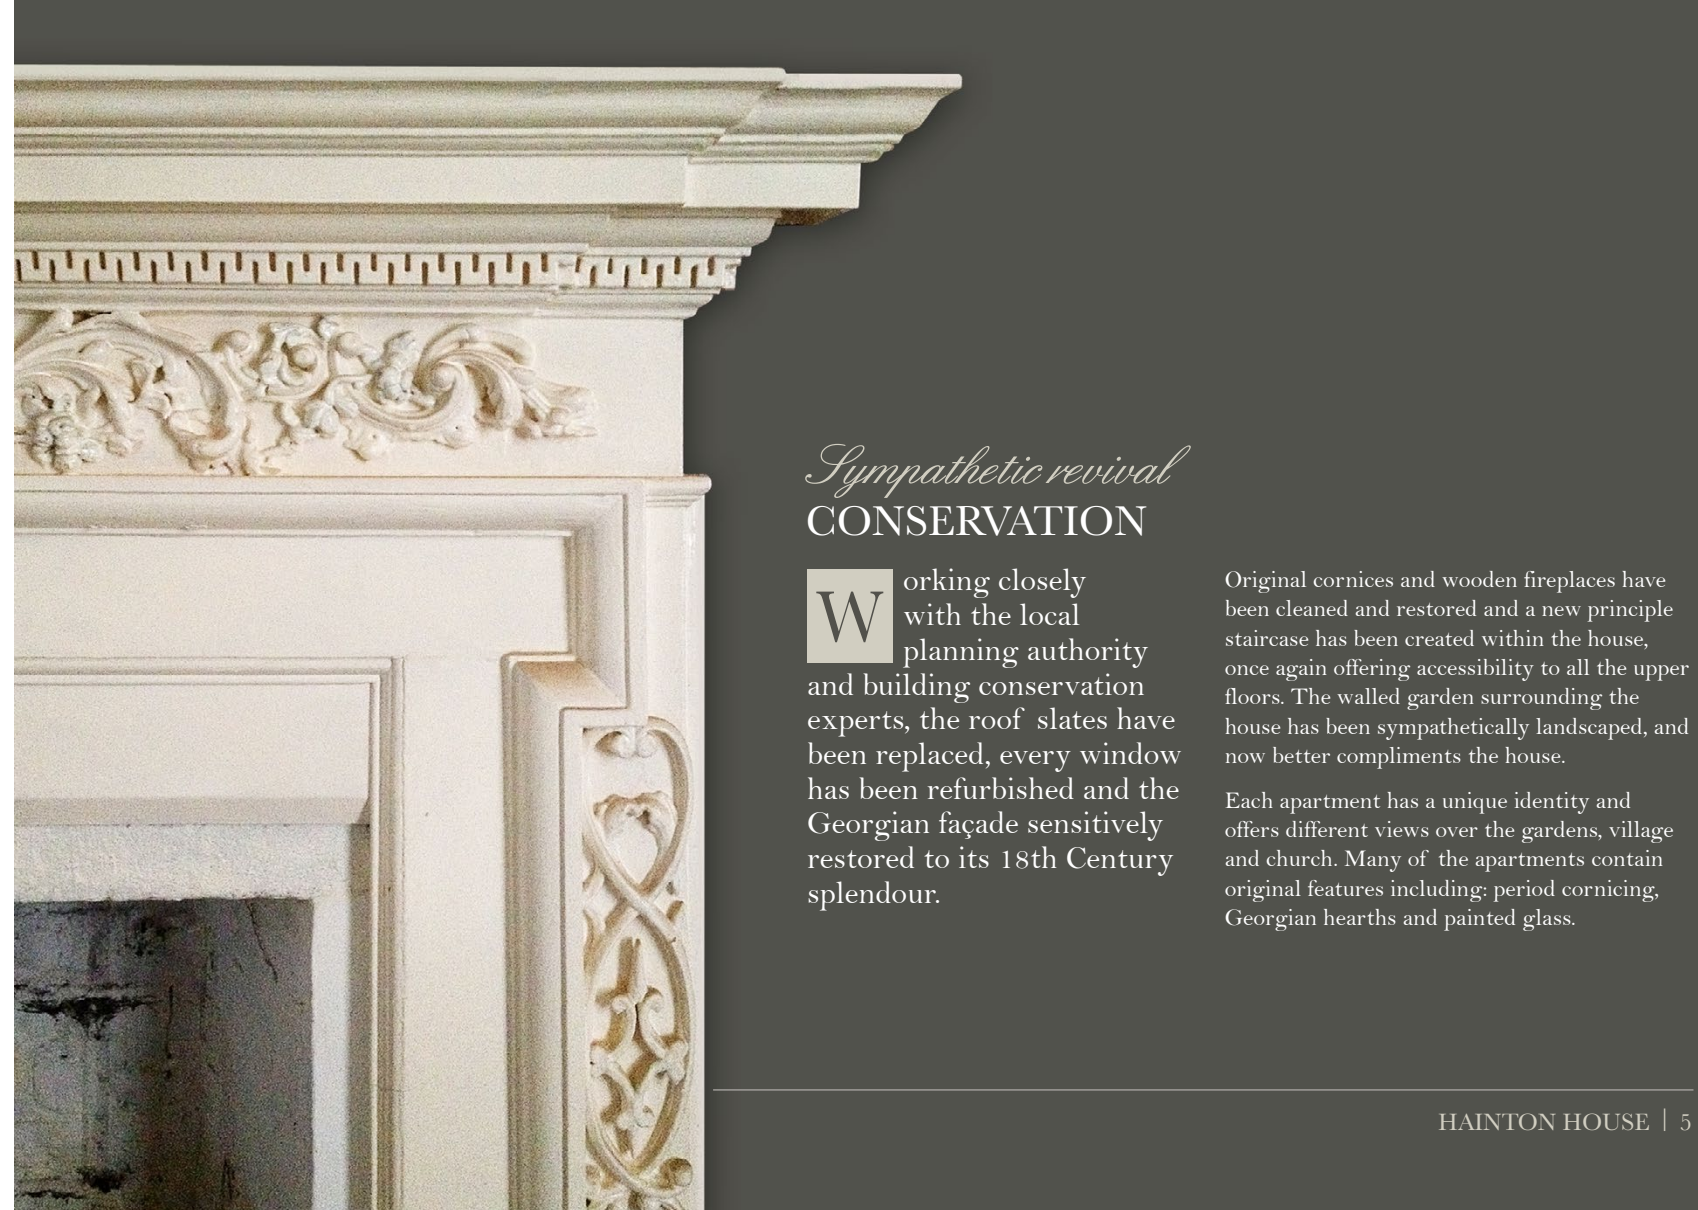 Sympathetic revival
CONSERVATION
Working closely
with the local
planning authority
and building conservation
experts, the roof slates have
been replaced, every window
has been refurbished and the
Georgian façade sensitively
restored to its 18th Century
splendour.
Original cornices and wooden fireplaces have
been cleaned and restored and a new principle
staircase has been created within the house,
once again offering accessibility to all the upper
floors. The walled garden surrounding the
house has been sympathetically landscaped, and
now better compliments the house.
Each apartment has a unique identity and
offers different views over the gardens, village
and church. Many of the apartments contain
original features including: period cornicing,
Georgian hearths and painted glass.
HAINTON HOUSE | 5